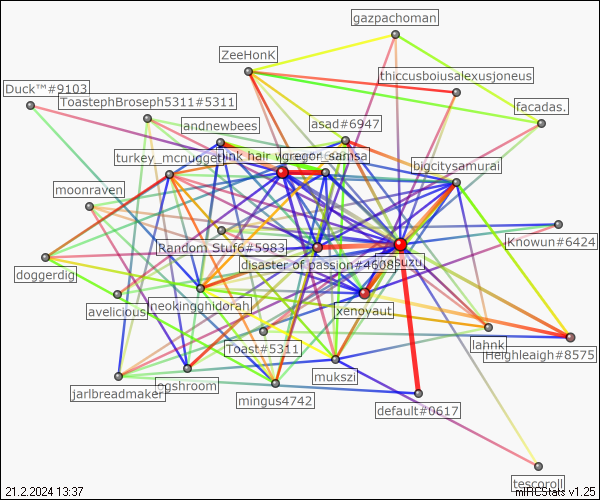 gazpachoman
ZeeHonK
thiccusboiusalexusjoneus
Duck™#9103
ToastephBroseph5311#5311
facadas.
andnewbees
asad#6947
turkey_mcnugget
pink hair w
gregor_samsa
bigcitysamurai
moonraven
Random Stuf6#5983
Knowun#6424
disaster of passion#4608
suzu
doggerdig
avelicious
neokingghidorah
xenoyaut
Toast#5311
lahnk
Heighleaigh#8575
mukszi
jarlbreadmaker
ogshroom
mingus4742
default#0617
tescoroll
21.2.2024 13:37
mIRCStats v1.25